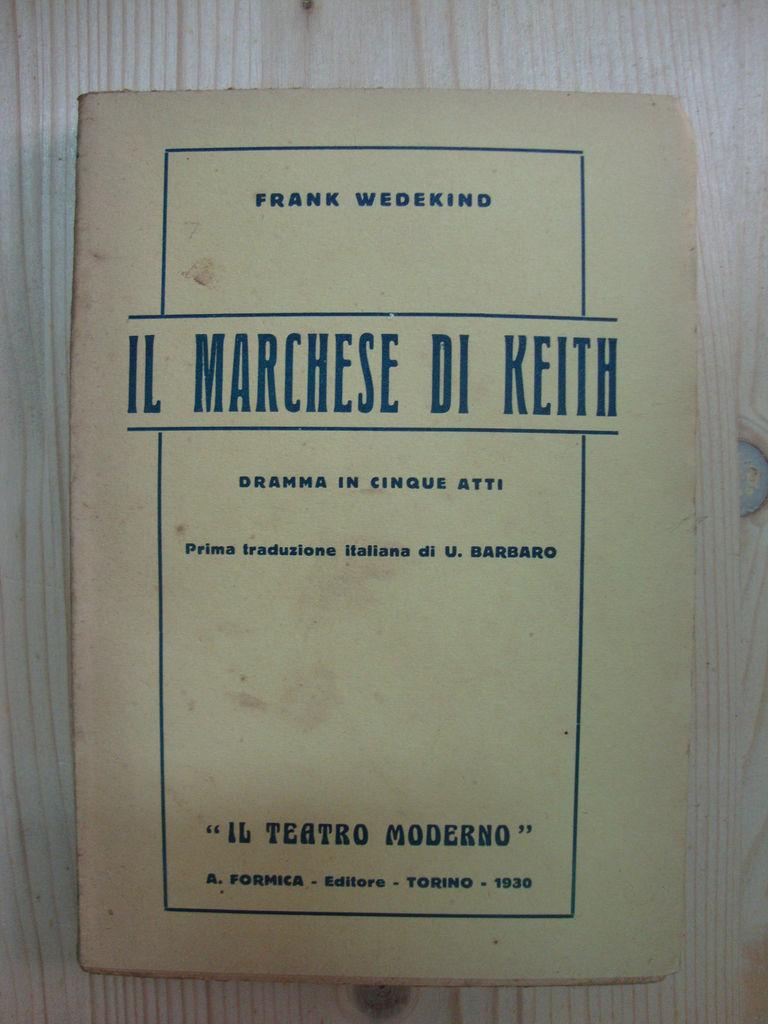 FRANK WEDEKIND
IL MARCHESE DI KEITH
DRAMMA IN CINQUE ATTI
Prima traduzione italiana di U. BARBARO
“IL TEATRO MODERNO”
A. FORMICA - Editore - TORINO - 1930